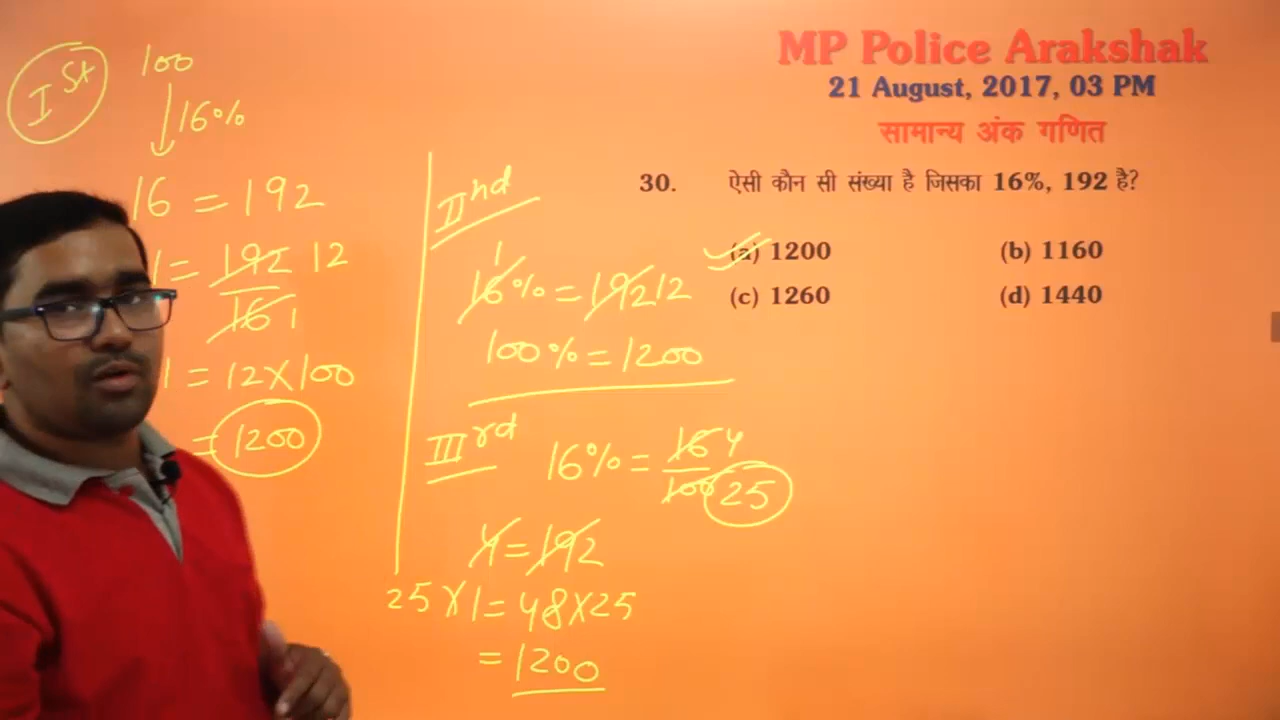 MP Police Arakshak
21 August, 2017, 03 PM
सामान्य अंक गणित
30. ऐसी कौन सी संख्या है जिसका 16%, 192 है?
(a) 1200 (b) 1160
(c) 1260 (d) 1440
Ist
100
16%
16 = 192
1 = 192 12
16 1
1 = 12 X 100
= 1200
IInd
1
16% = 192 12
100% = 1200
IIIrd
16% = 16 4
100 25
4 = 192
25 X 1 = 48 X 25
= 1200